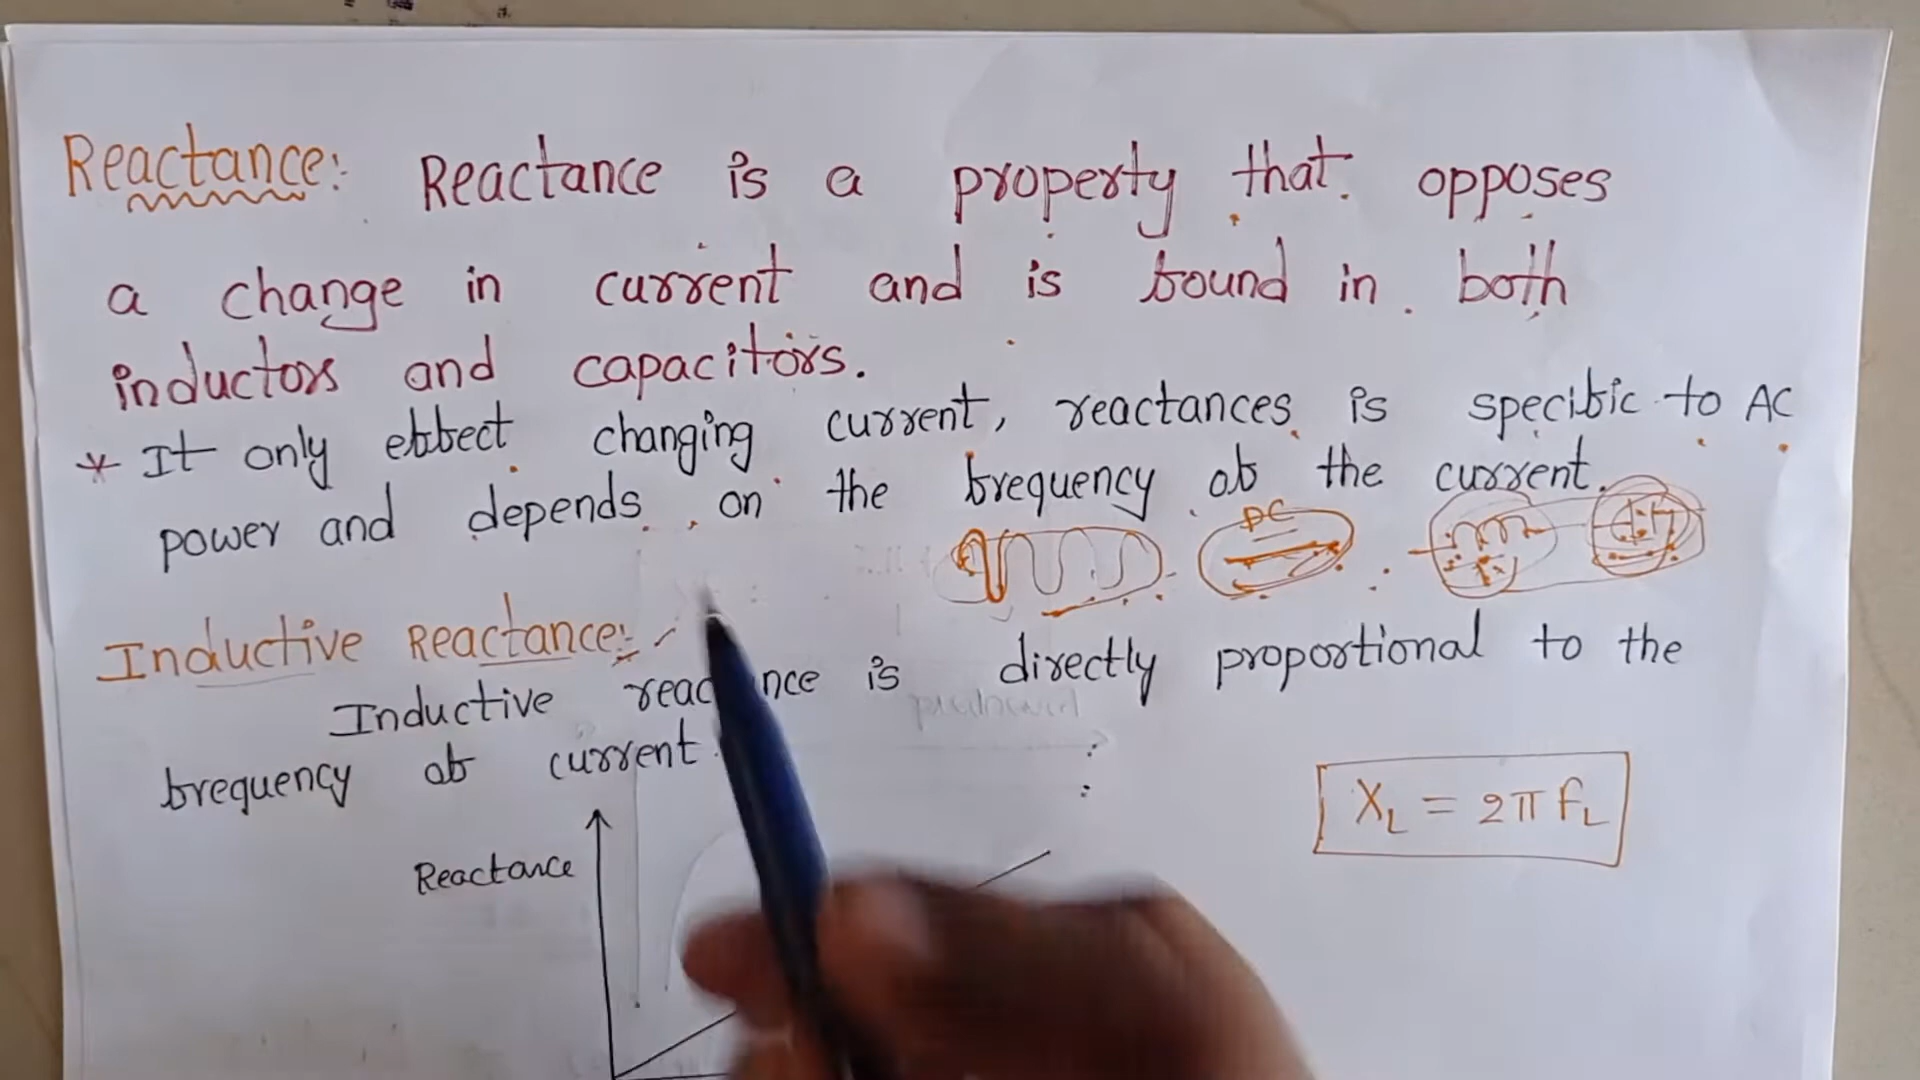 Reactance: Reactance is a property that opposes
a change in current and is found in both
inductors and capacitors.
* It only effect changing current, reactances is specific to AC
power and depends on the frequency of the current.
DC
Inductive Reactance:-
Inductive reactance is directly proportional to the
frequency of current
Reactance
X_L = 2π f_L